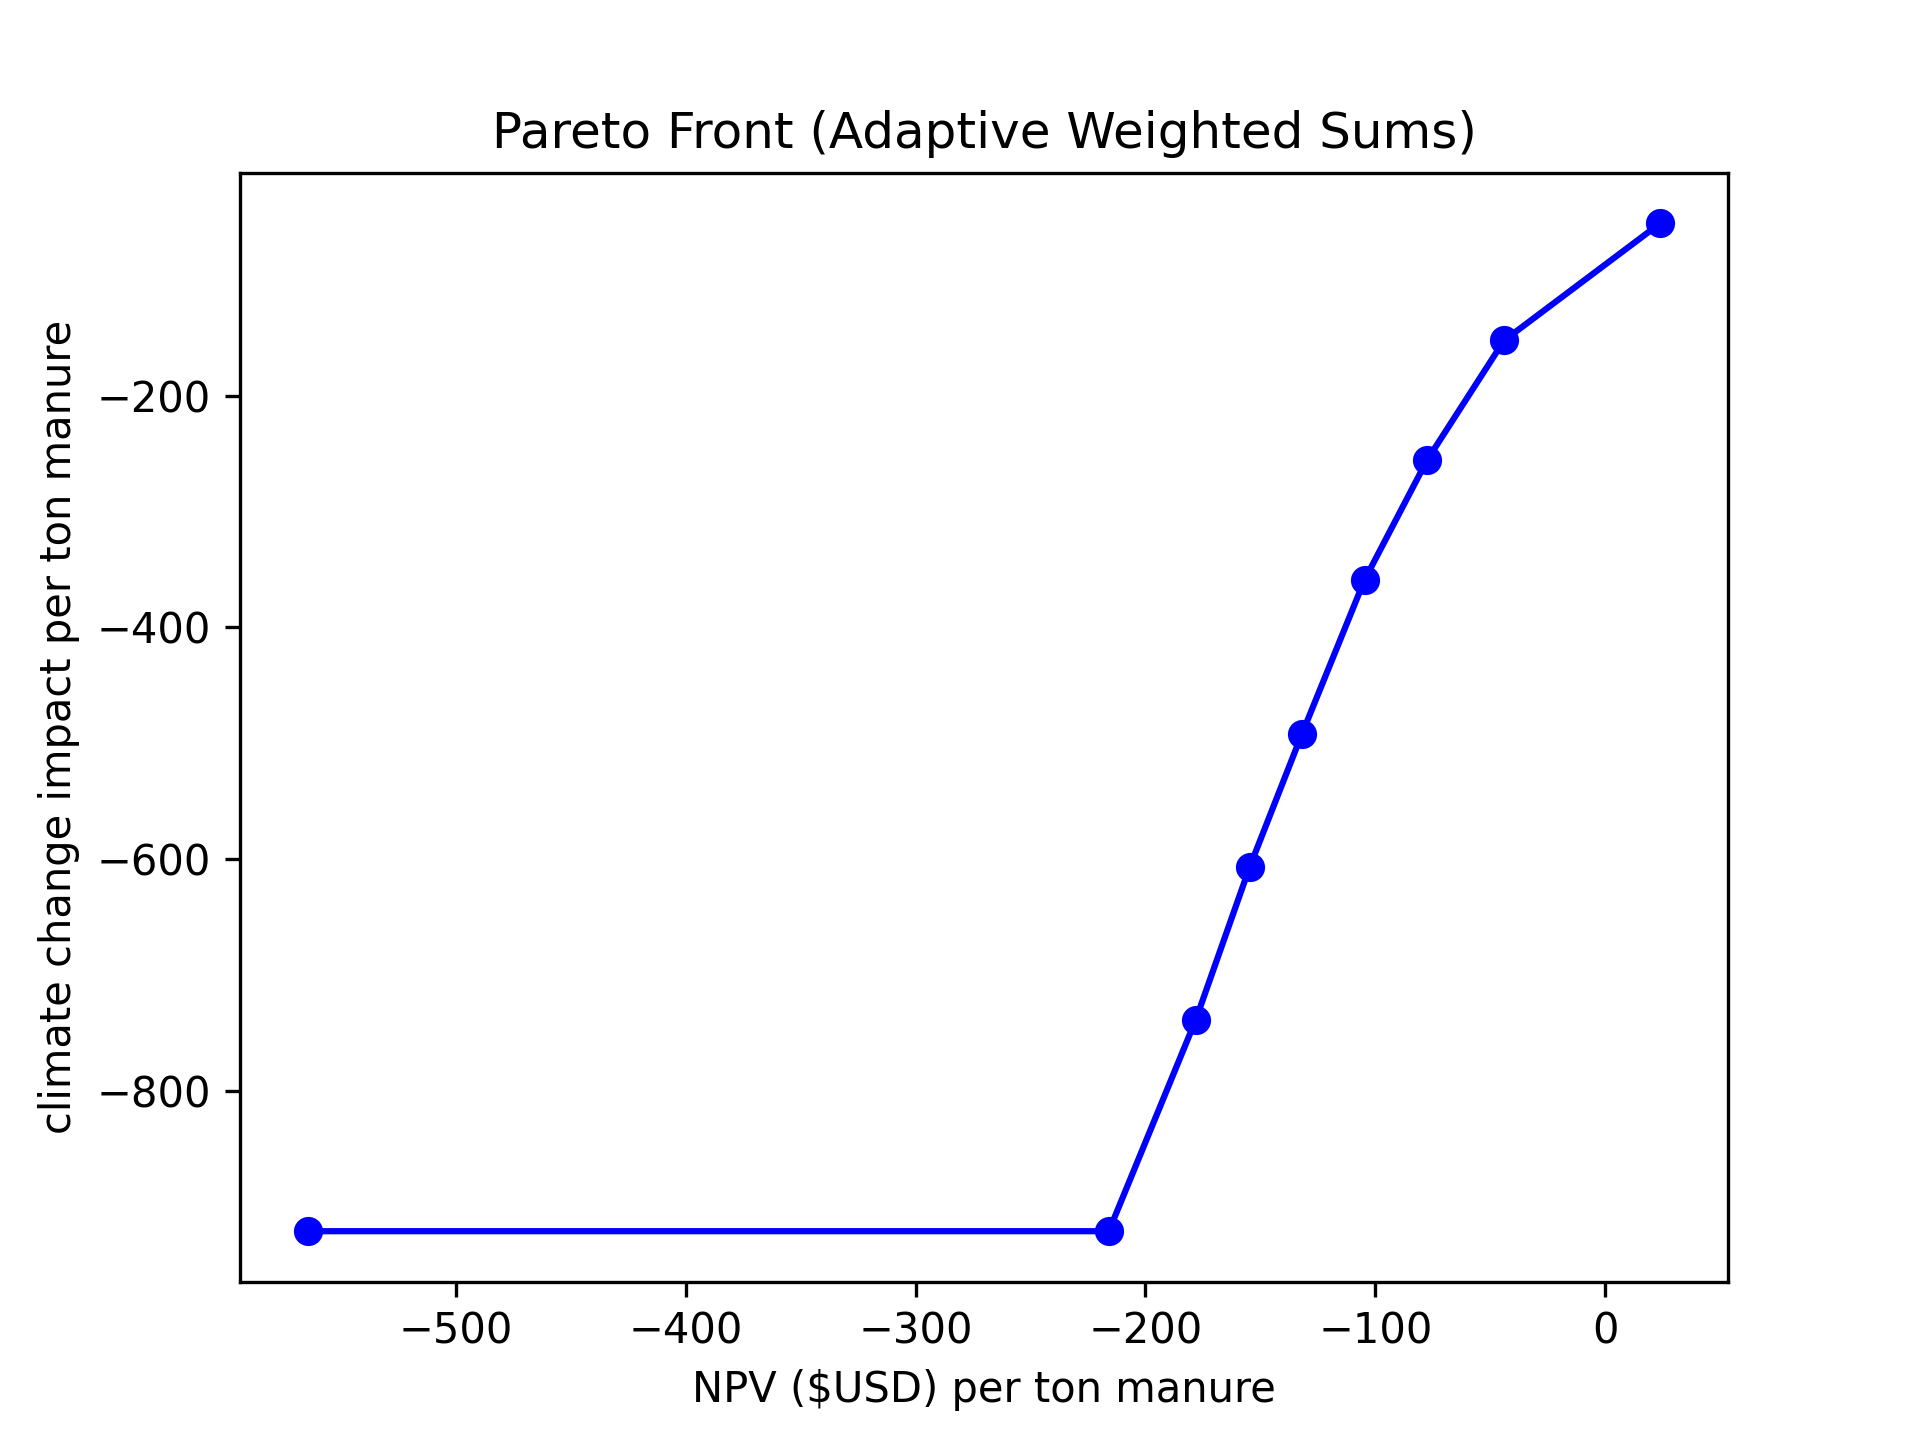 Pareto Front (Adaptive Weighted Sums)
climate change impact per ton manure
−200
−400
−600
−800
−500 −400 −300 −200 −100 0
NPV ($USD) per ton manure